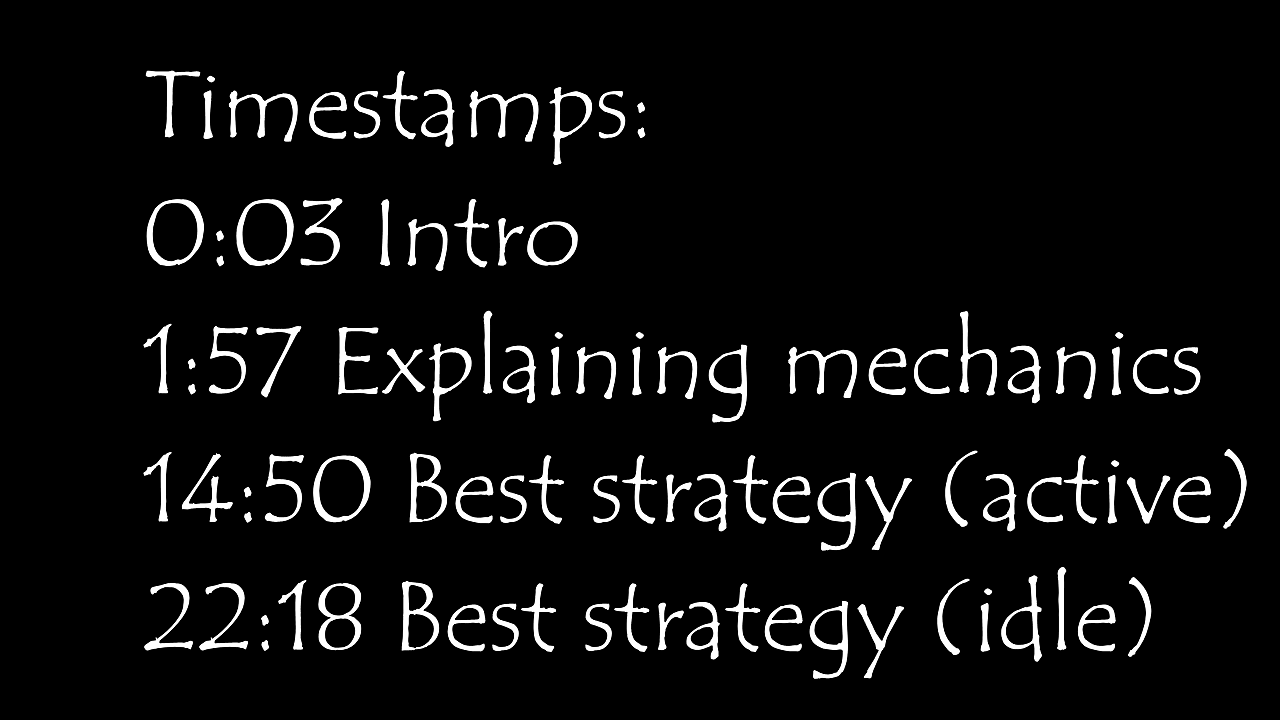 Timestamps:
0:03 Intro
1:57 Explaining mechanics
14:50 Best strategy (active)
22:18 Best strategy (idle)